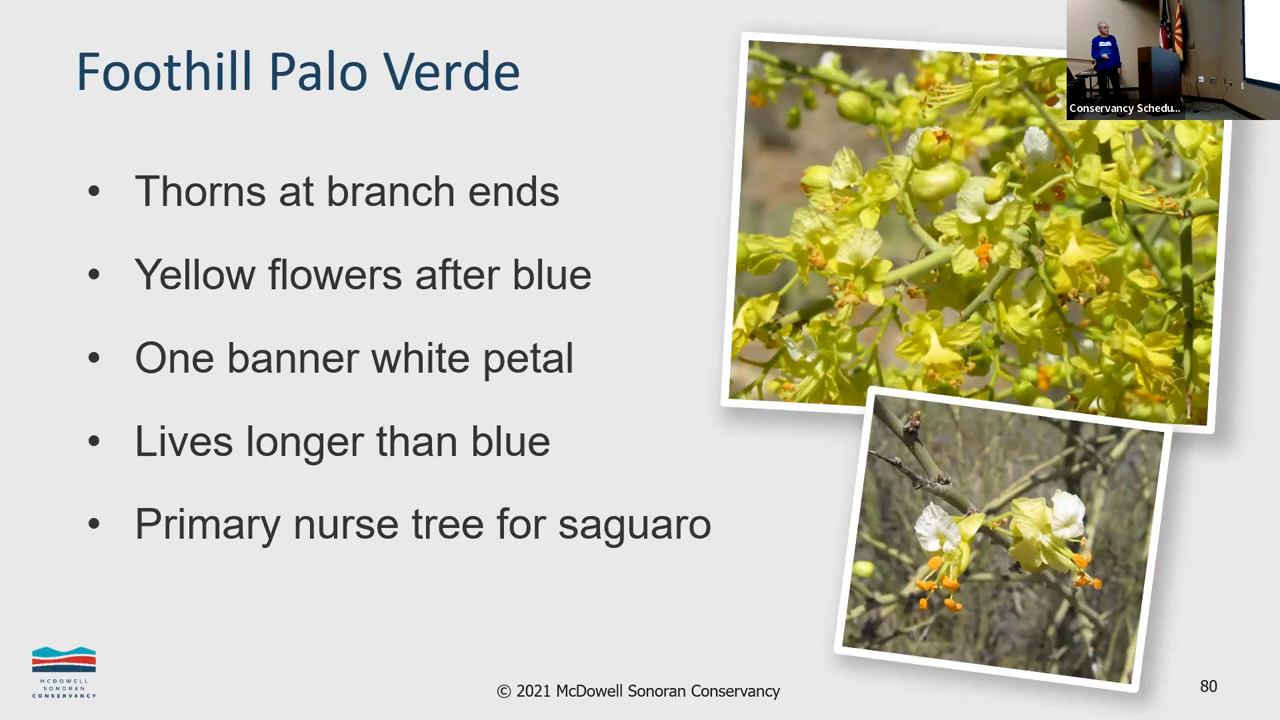 Foothill Palo Verde
• Thorns at branch ends
• Yellow flowers after blue
• One banner white petal
• Lives longer than blue
• Primary nurse tree for saguaro
Conservancy Schedu...
MCDOWELL
SONORAN
CONSERVANCY
© 2021 McDowell Sonoran Conservancy
80